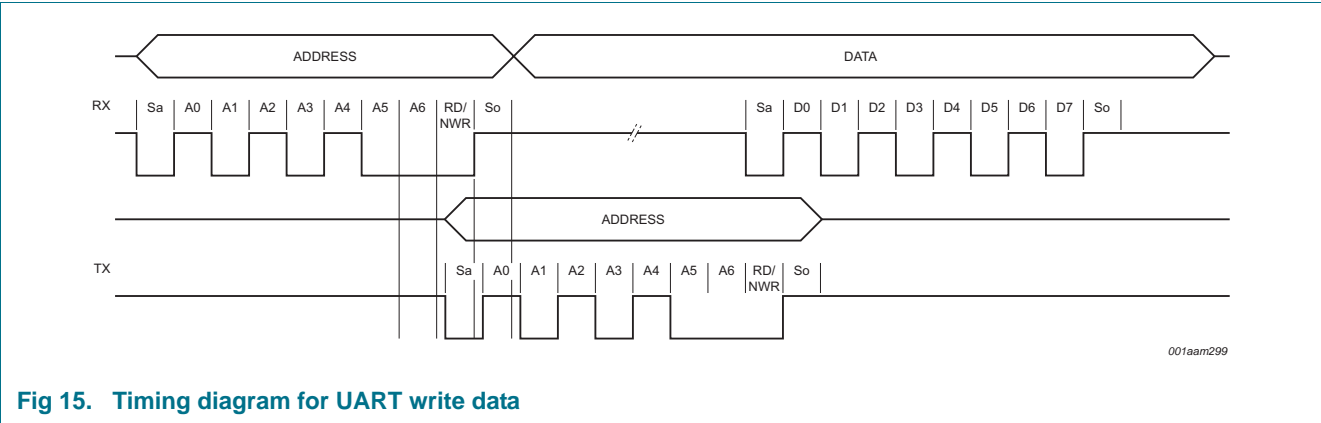 ADDRESS DATA
RX Sa A0 A1 A2 A3 A4 A5 A6 RD/ So Sa D0 D1 D2 D3 D4 D5 D6 D7 So
NWR
ADDRESS
TX Sa A0 A1 A2 A3 A4 A5 A6 RD/ So
NWR
001aam299
Fig 15. Timing diagram for UART write data